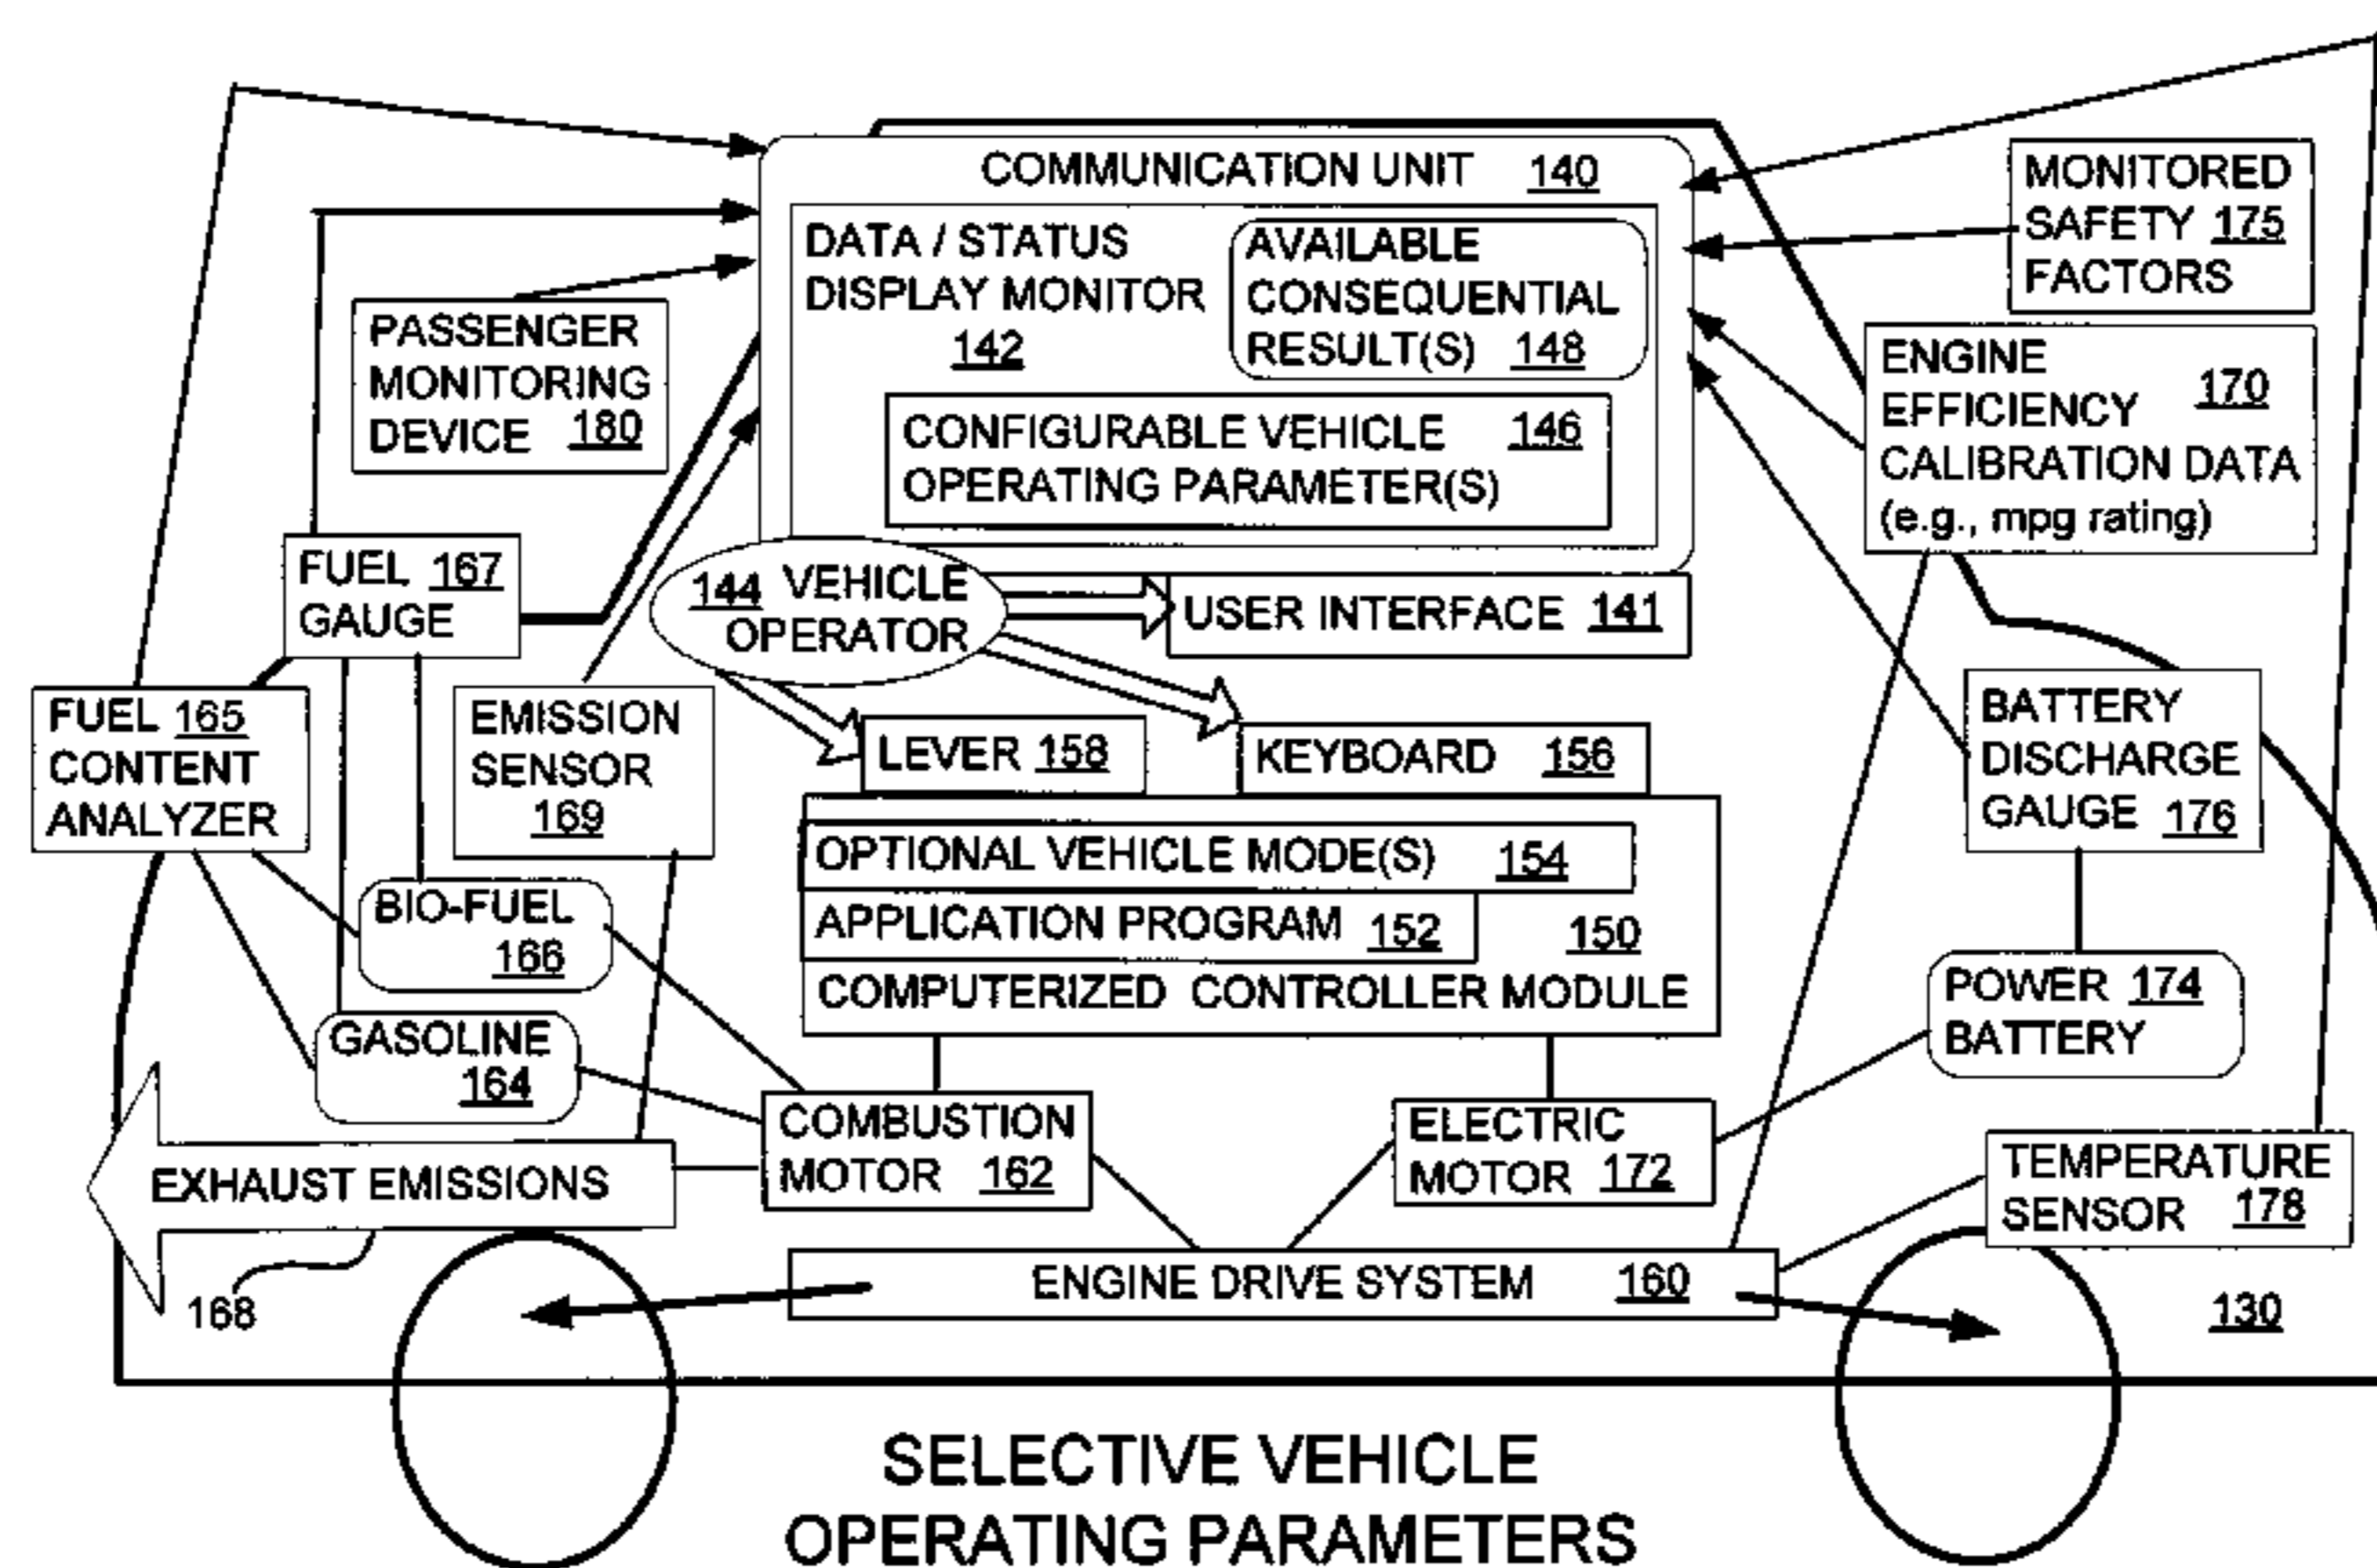 COMMUNICATION UNIT 140
DATA / STATUS
DISPLAY MONITOR
142
AVAILABLE
CONSEQUENTIAL
RESULT(S) 148
CONFIGURABLE VEHICLE 146
OPERATING PARAMETER(S)
MONITORED
SAFETY 175
FACTORS
PASSENGER
MONITORING
DEVICE 180
ENGINE
EFFICIENCY 170
CALIBRATION DATA
(e.g., mpg rating)
FUEL 167
GAUGE
144 VEHICLE
OPERATOR
USER INTERFACE 141
FUEL 165
CONTENT
ANALYZER
EMISSION
SENSOR
169
LEVER 158
KEYBOARD 156
BATTERY
DISCHARGE
GAUGE 176
OPTIONAL VEHICLE MODE(S) 154
APPLICATION PROGRAM 152
150
COMPUTERIZED CONTROLLER MODULE
BIO-FUEL
166
GASOLINE
164
POWER 174
BATTERY
COMBUSTION
MOTOR 162
ELECTRIC
MOTOR 172
EXHAUST EMISSIONS
168
TEMPERATURE
SENSOR 178
ENGINE DRIVE SYSTEM 160
130
SELECTIVE VEHICLE
OPERATING PARAMETERS